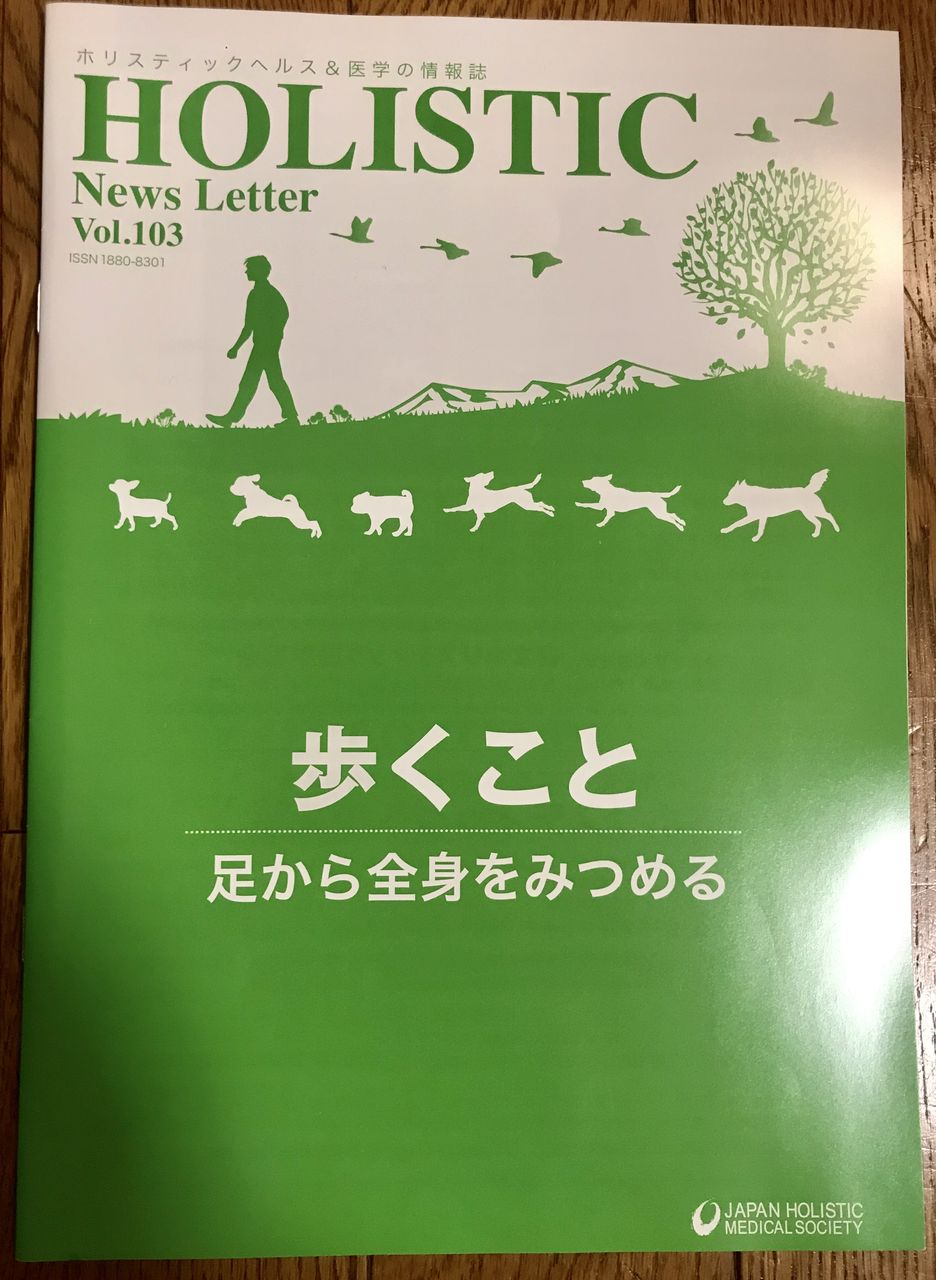 ホリスティックヘルス&医学の情報誌
HOLISTIC
News Letter
Vol.103
ISSN 1880-8301
歩くこと
足から全身をみつめる
JAPAN HOLISTIC
MEDICAL SOCIETY